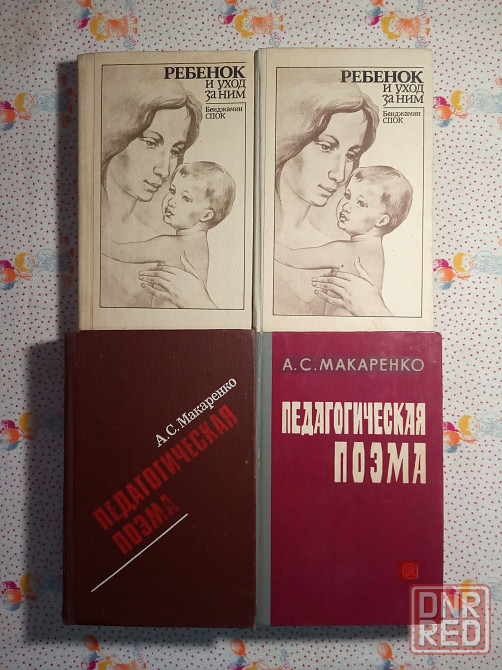 РЕБЕНОК
и уход
за ним
Бенджамин
СПОК
РЕБЕНОК
и уход
за ним
Бенджамин
СПОК
А.С.Макаренко
ПЕДАГОГИЧЕСКАЯ
ПОЭМА
А.С.МАКАРЕНКО
ПЕДАГОГИЧЕСКАЯ
ПОЭМА
DNR
RED